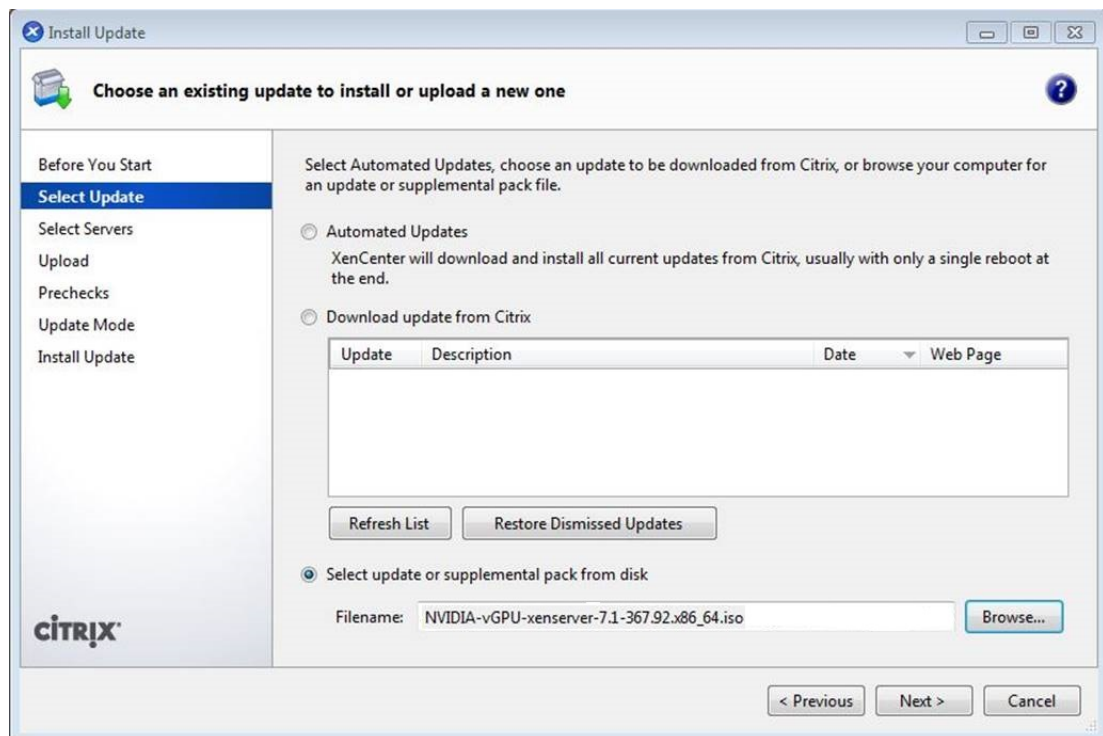 Install Update
Choose an existing update to install or upload a new one
?
Before You Start
Select Update
Select Servers
Upload
Prechecks
Update Mode
Install Update
CİTRIX
Select Automated Updates, choose an update to be downloaded from Citrix, or browse your computer for
an update or supplemental pack file.
Automated Updates
XenCenter will download and install all current updates from Citrix, usually with only a single reboot at
the end.
Download update from Citrix
Update Description Date Web Page
Refresh List Restore Dismissed Updates
Select update or supplemental pack from disk
Filename: NVIDIA-vGPU-xenserver-7.1-367.92.x86_64.iso Browse...
< Previous Next > Cancel